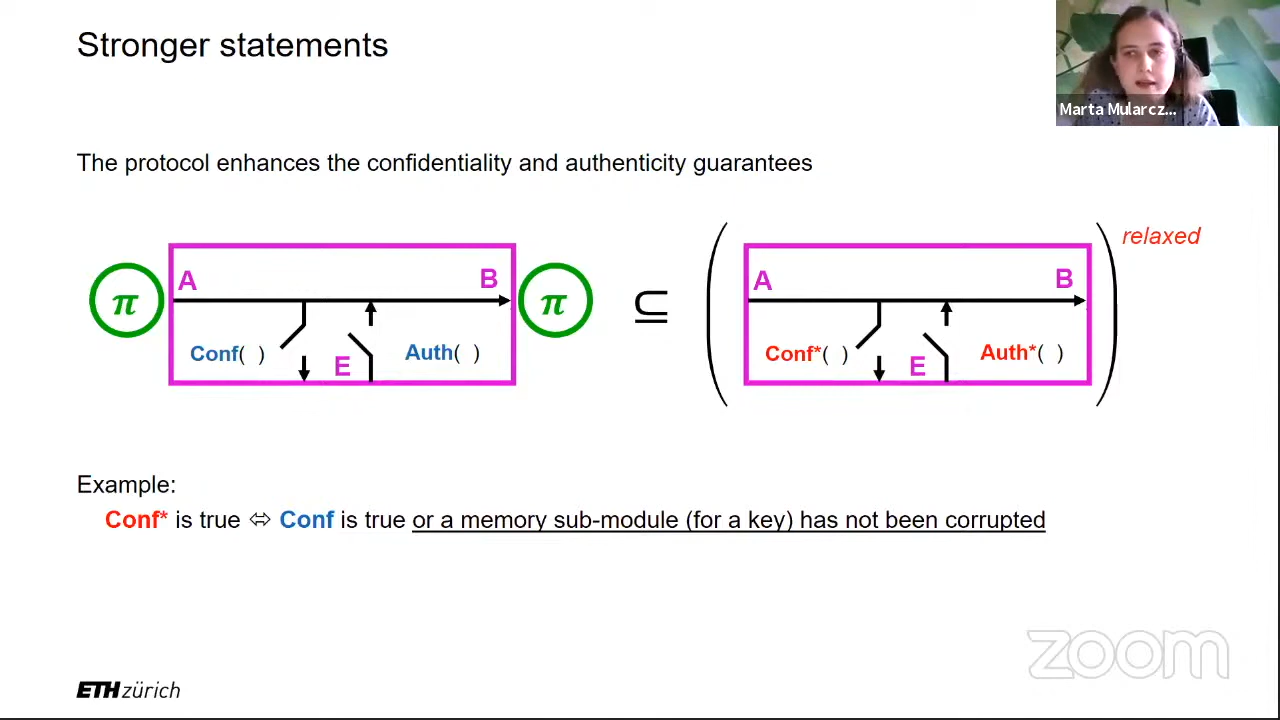 Stronger statements
Marta Mularcz...
The protocol enhances the confidentiality and authenticity guarantees
relaxed
π A B π ⊆ A B
Conf( ) E Auth( ) Conf*( ) E Auth*( )
Example:
Conf* is true ⇔ Conf is true or a memory sub-module (for a key) has not been corrupted
zoom
ETH zürich